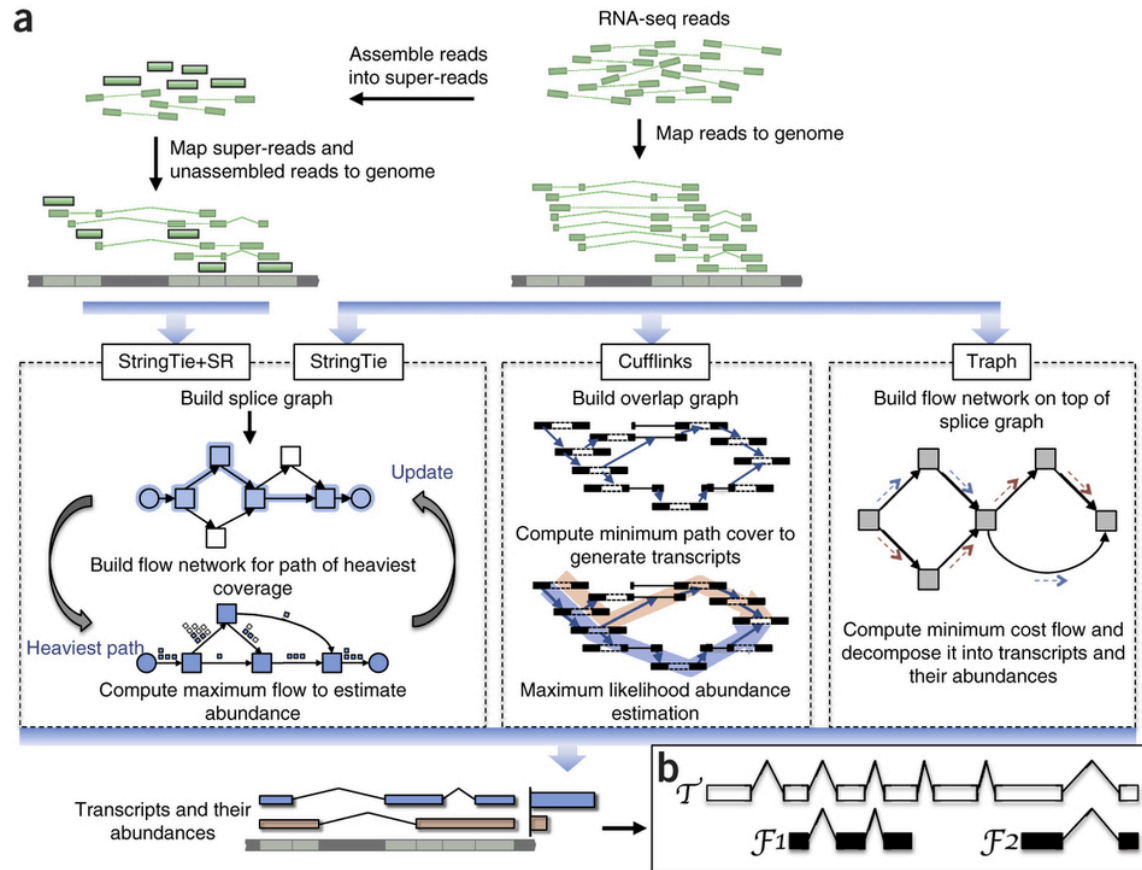 a
RNA-seq reads
Assemble reads
into super-reads
Map reads to genome
Map super-reads and
unassembled reads to genome
StringTie+SR
StringTie
Cufflinks
Traph
Build splice graph
Update
Build flow network for path of heaviest
coverage
Heaviest path
Compute maximum flow to estimate
abundance
Build overlap graph
Compute minimum path cover to
generate transcripts
Maximum likelihood abundance
estimation
Build flow network on top of
splice graph
Compute minimum cost flow and
decompose it into transcripts and
their abundances
Transcripts and their
abundances
b
T
F1
F2